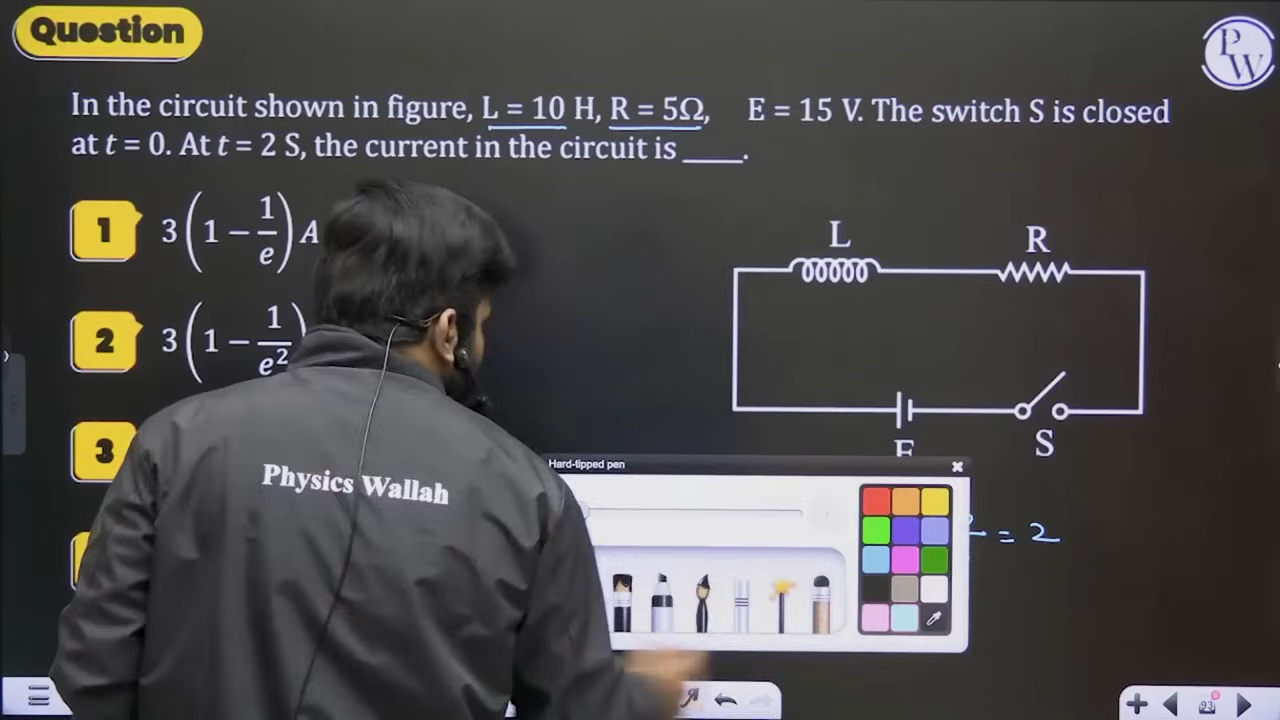 Question
PW
In the circuit shown in figure, L = 10 H, R = 5Ω, E = 15 V. The switch S is closed
at t = 0. At t = 2 S, the current in the circuit is ____.
1 3(1 − 1/e) A
2 3(1 − 1/e²)
3
L
R
S
Hard-tipped pen
= 2
Physics Wallah
93